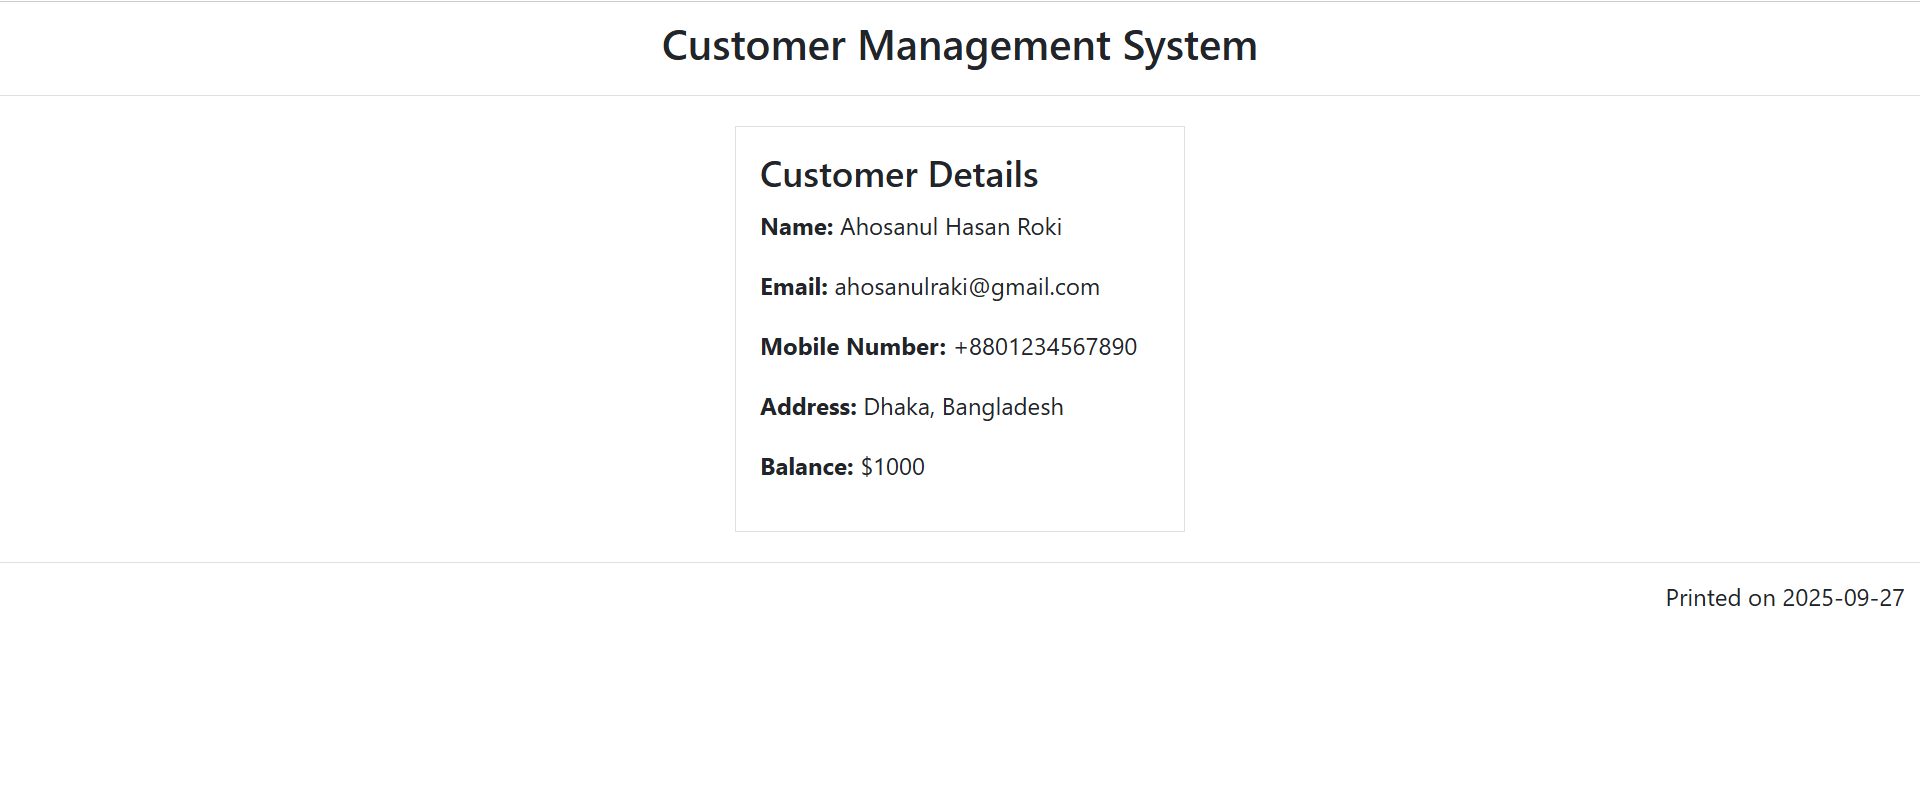 Customer Management System
Customer Details
Name: Ahosanul Hasan Roki
Email: ahosanulraki@gmail.com
Mobile Number: +8801234567890
Address: Dhaka, Bangladesh
Balance: $1000
Printed on 2025-09-27